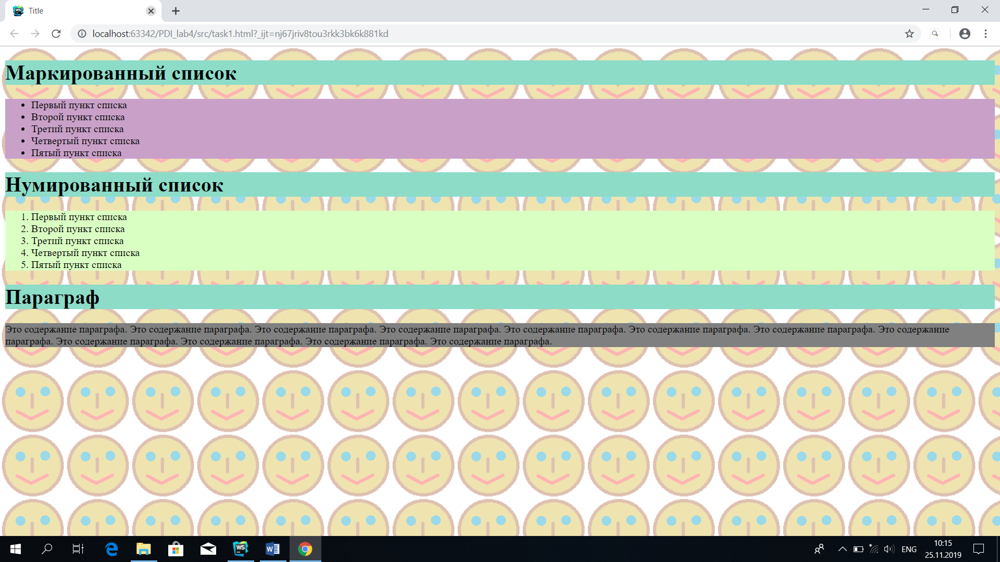 Title
localhost:63342/PDI_lab4/src/task1.html?_ijt=nj67jriv8tou3rkk3bk6k881kd
Маркированный список
• Первый пункт списка
• Второй пункт списка
• Третий пункт списка
• Четвертый пункт списка
• Пятый пункт списка
Нумированный список
1. Первый пункт списка
2. Второй пункт списка
3. Третий пункт списка
4. Четвертый пункт списка
5. Пятый пункт списка
Параграф
Это содержание параграфа. Это содержание параграфа. Это содержание параграфа. Это содержание параграфа. Это содержание параграфа. Это содержание параграфа. Это содержание параграфа. Это содержание
параграфа. Это содержание параграфа. Это содержание параграфа. Это содержание параграфа. Это содержание параграфа.
WS
W
ENG
10:15
25.11.2019